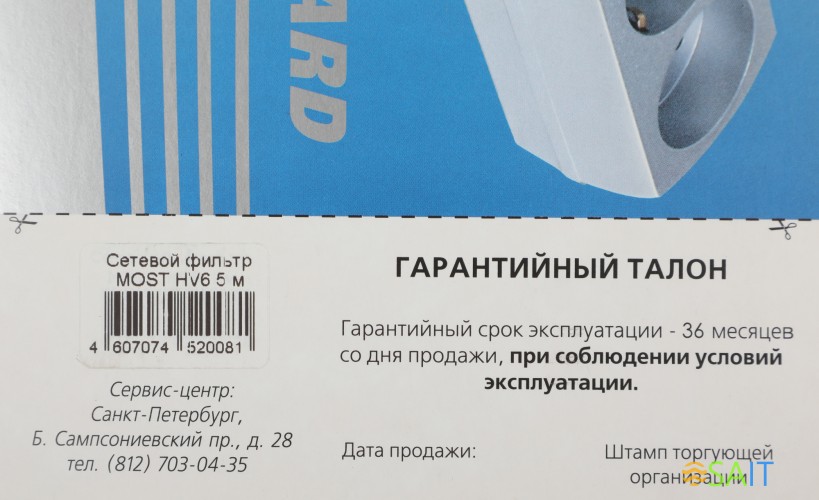 ARD
Сетевой фильтр
MOST HV6 5 м
4 607074 520081
Сервис-центр:
Санкт-Петербург,
Б. Сампсониевский пр., д. 28
тел. (812) 703-04-35
ГАРАНТИЙНЫЙ ТАЛОН
Гарантийный срок эксплуатации - 36 месяцев
со дня продажи, при соблюдении условий
эксплуатации.
Дата продажи:
Штамп торгующей
организации
SAIT